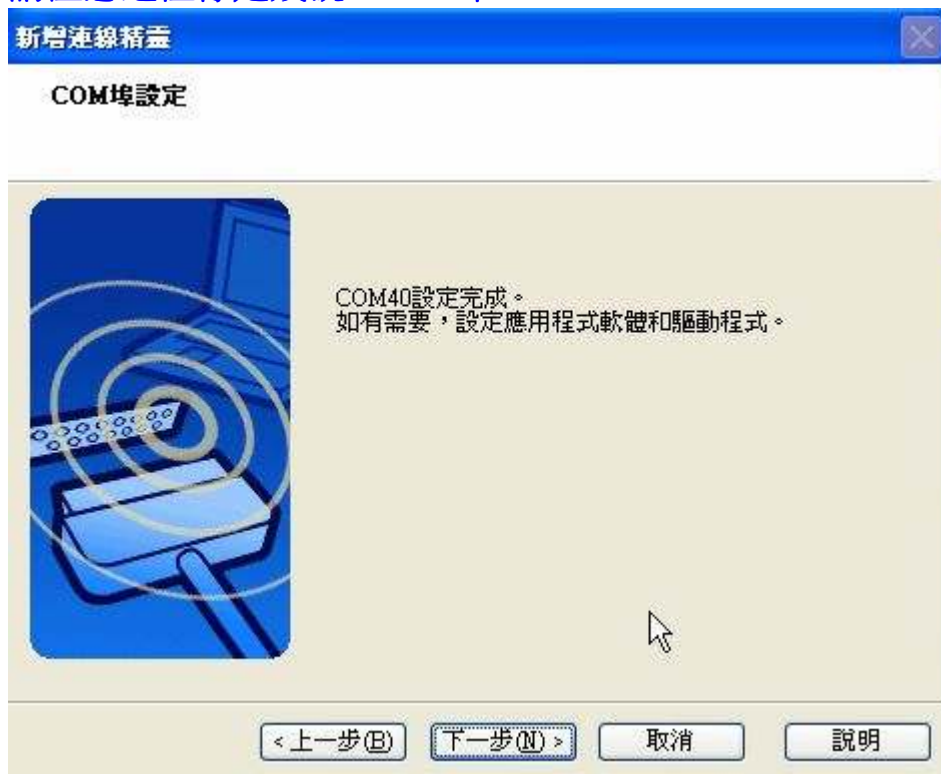 新增連線精靈
COM埠設定
COM40設定完成。
如有需要，設定應用程式軟體和驅動程式。
<上一步(B)
下一步(N)>
取消
說明